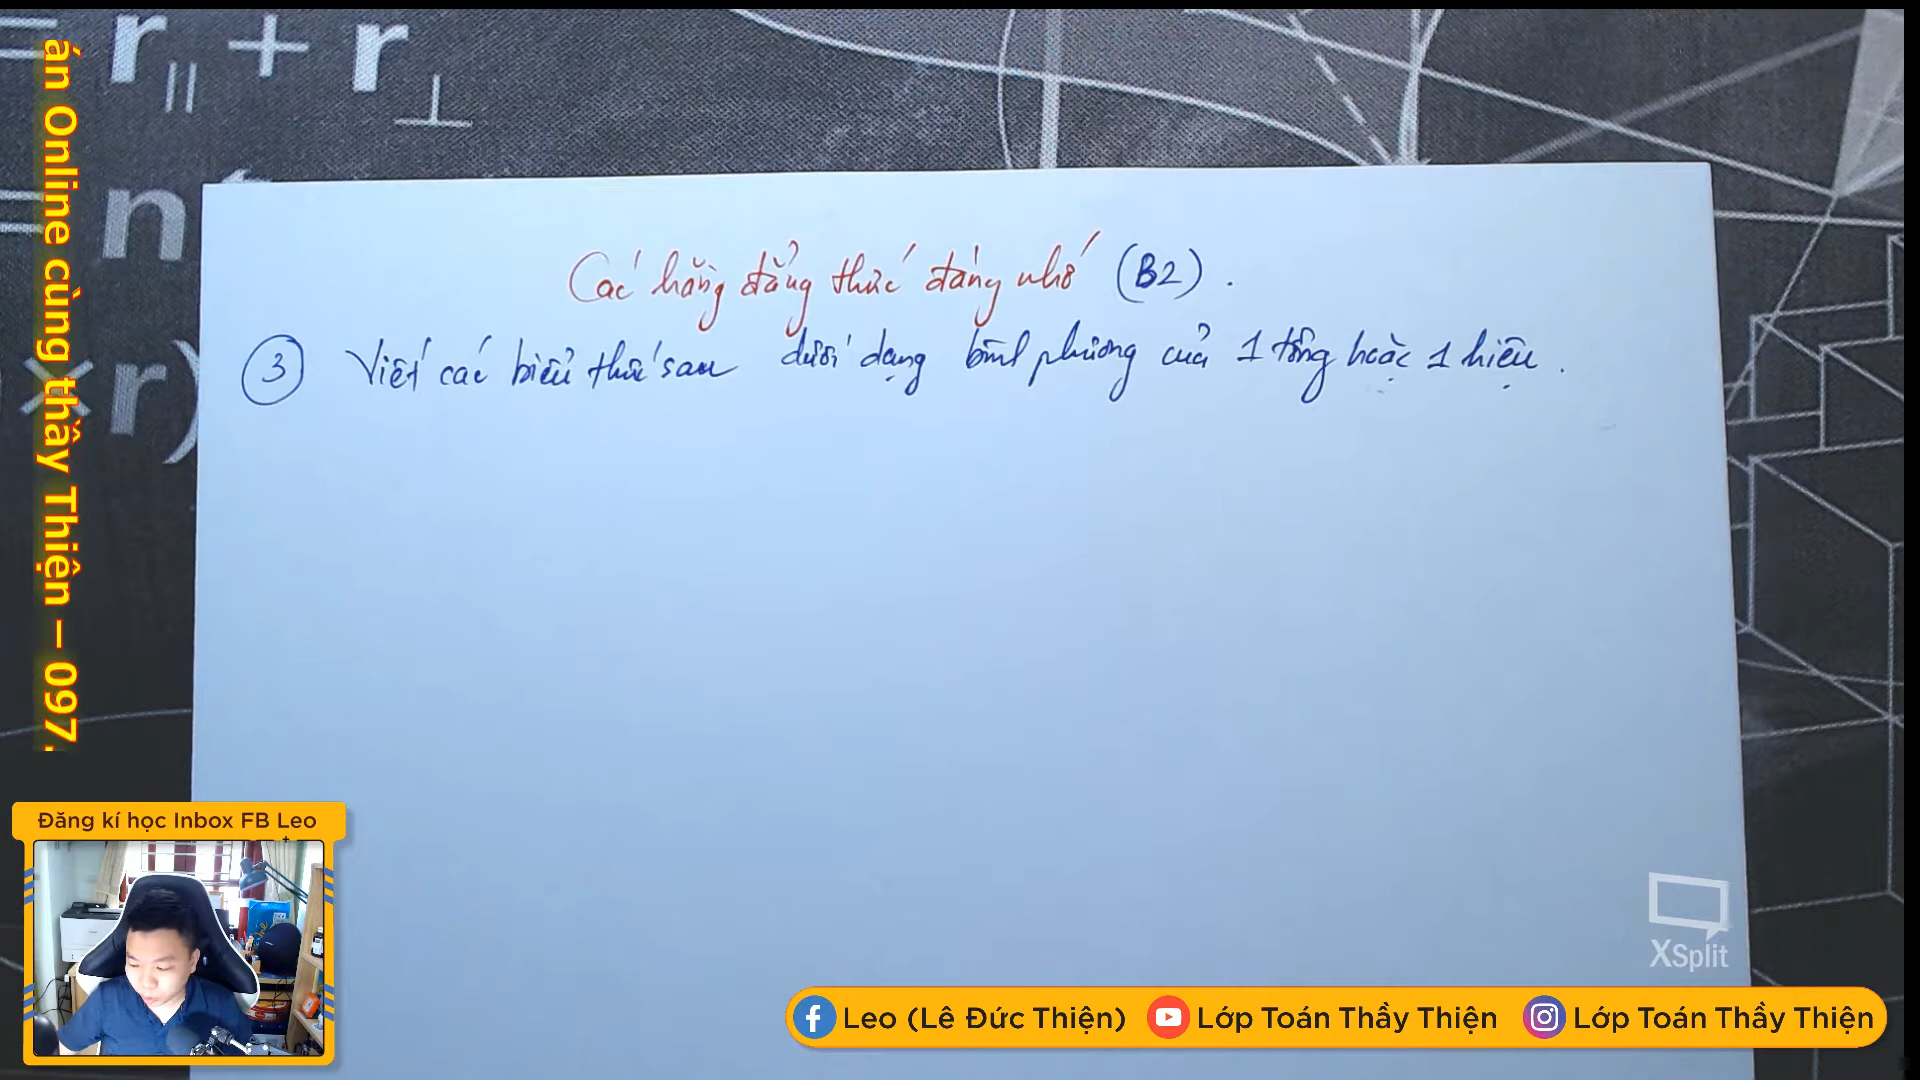 = r|| + r⊥
= n
× r)
án Online cùng thầy Thiện – 097.
Các hằng đẳng thức đáng nhớ (B2).
3 Viết các biểu thức sau dưới dạng bình phương của 1 tổng hoặc 1 hiệu.
Đăng kí học Inbox FB Leo
XSplit
Leo (Lê Đức Thiện) Lớp Toán Thầy Thiện Lớp Toán Thầy Thiện